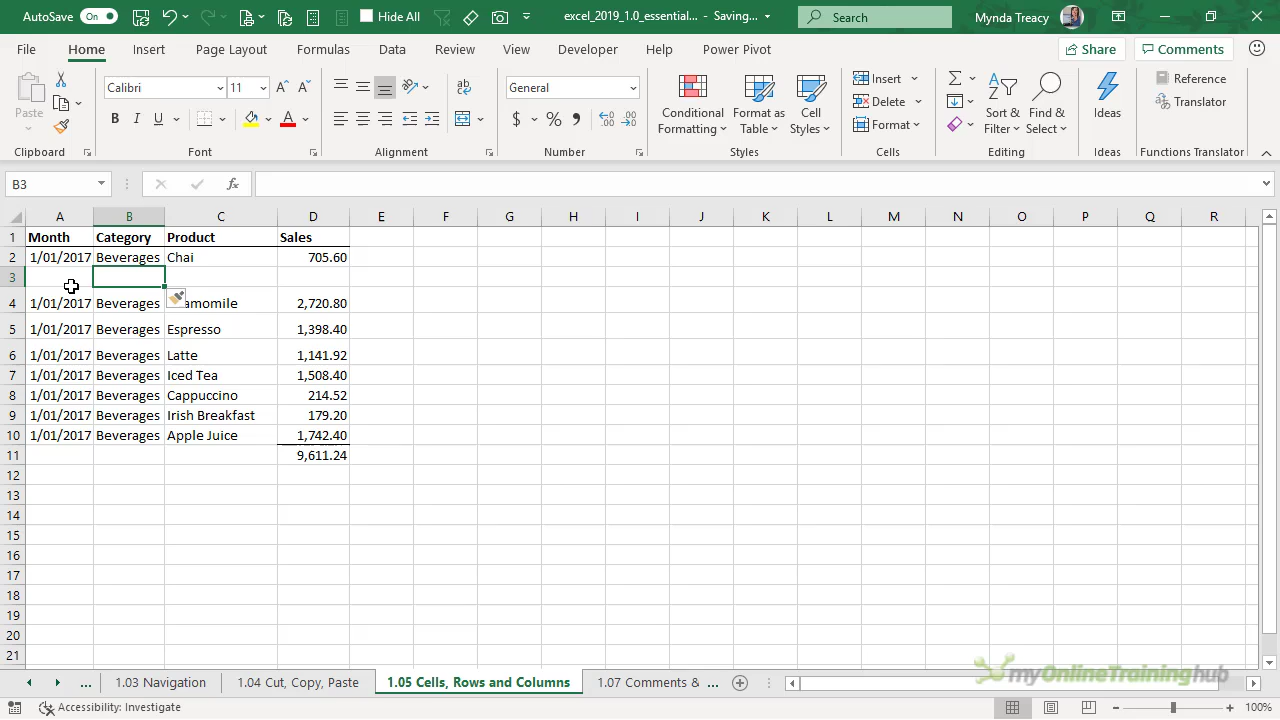 AutoSave On Hide All excel_2019_1.0_essential... - Saving... Search Mynda Treacy
File Home Insert Draw Page Layout Formulas Data Review View Developer Help Power Pivot Share Comments
Paste
Calibri 11
B I U A
General
$ % 9
Conditional Formatting
Format as Table
Cell Styles
Insert
Delete
Format
Sort & Filter
Find & Select
Ideas
Reference
Translator
Clipboard Font Alignment Number Styles Cells Editing Ideas Functions Translator
B3 fx
A B C D E F G H I J K L M N O P Q R
1 Month Category Product Sales
2 1/01/2017 Beverages Chai 705.60
3
4 1/01/2017 Beverages amomile 2,720.80
5 1/01/2017 Beverages Espresso 1,398.40
6 1/01/2017 Beverages Latte 1,141.92
7 1/01/2017 Beverages Iced Tea 1,508.40
8 1/01/2017 Beverages Cappuccino 214.52
9 1/01/2017 Beverages Irish Breakfast 179.20
10 1/01/2017 Beverages Apple Juice 1,742.40
11 9,611.24
12
13
14
15
16
17
18
19
20
21
myOnlineTraininghub
... 1.03 Navigation 1.04 Cut, Copy, Paste 1.05 Cells, Rows and Columns 1.07 Comments & ...
Accessibility: Investigate 100%